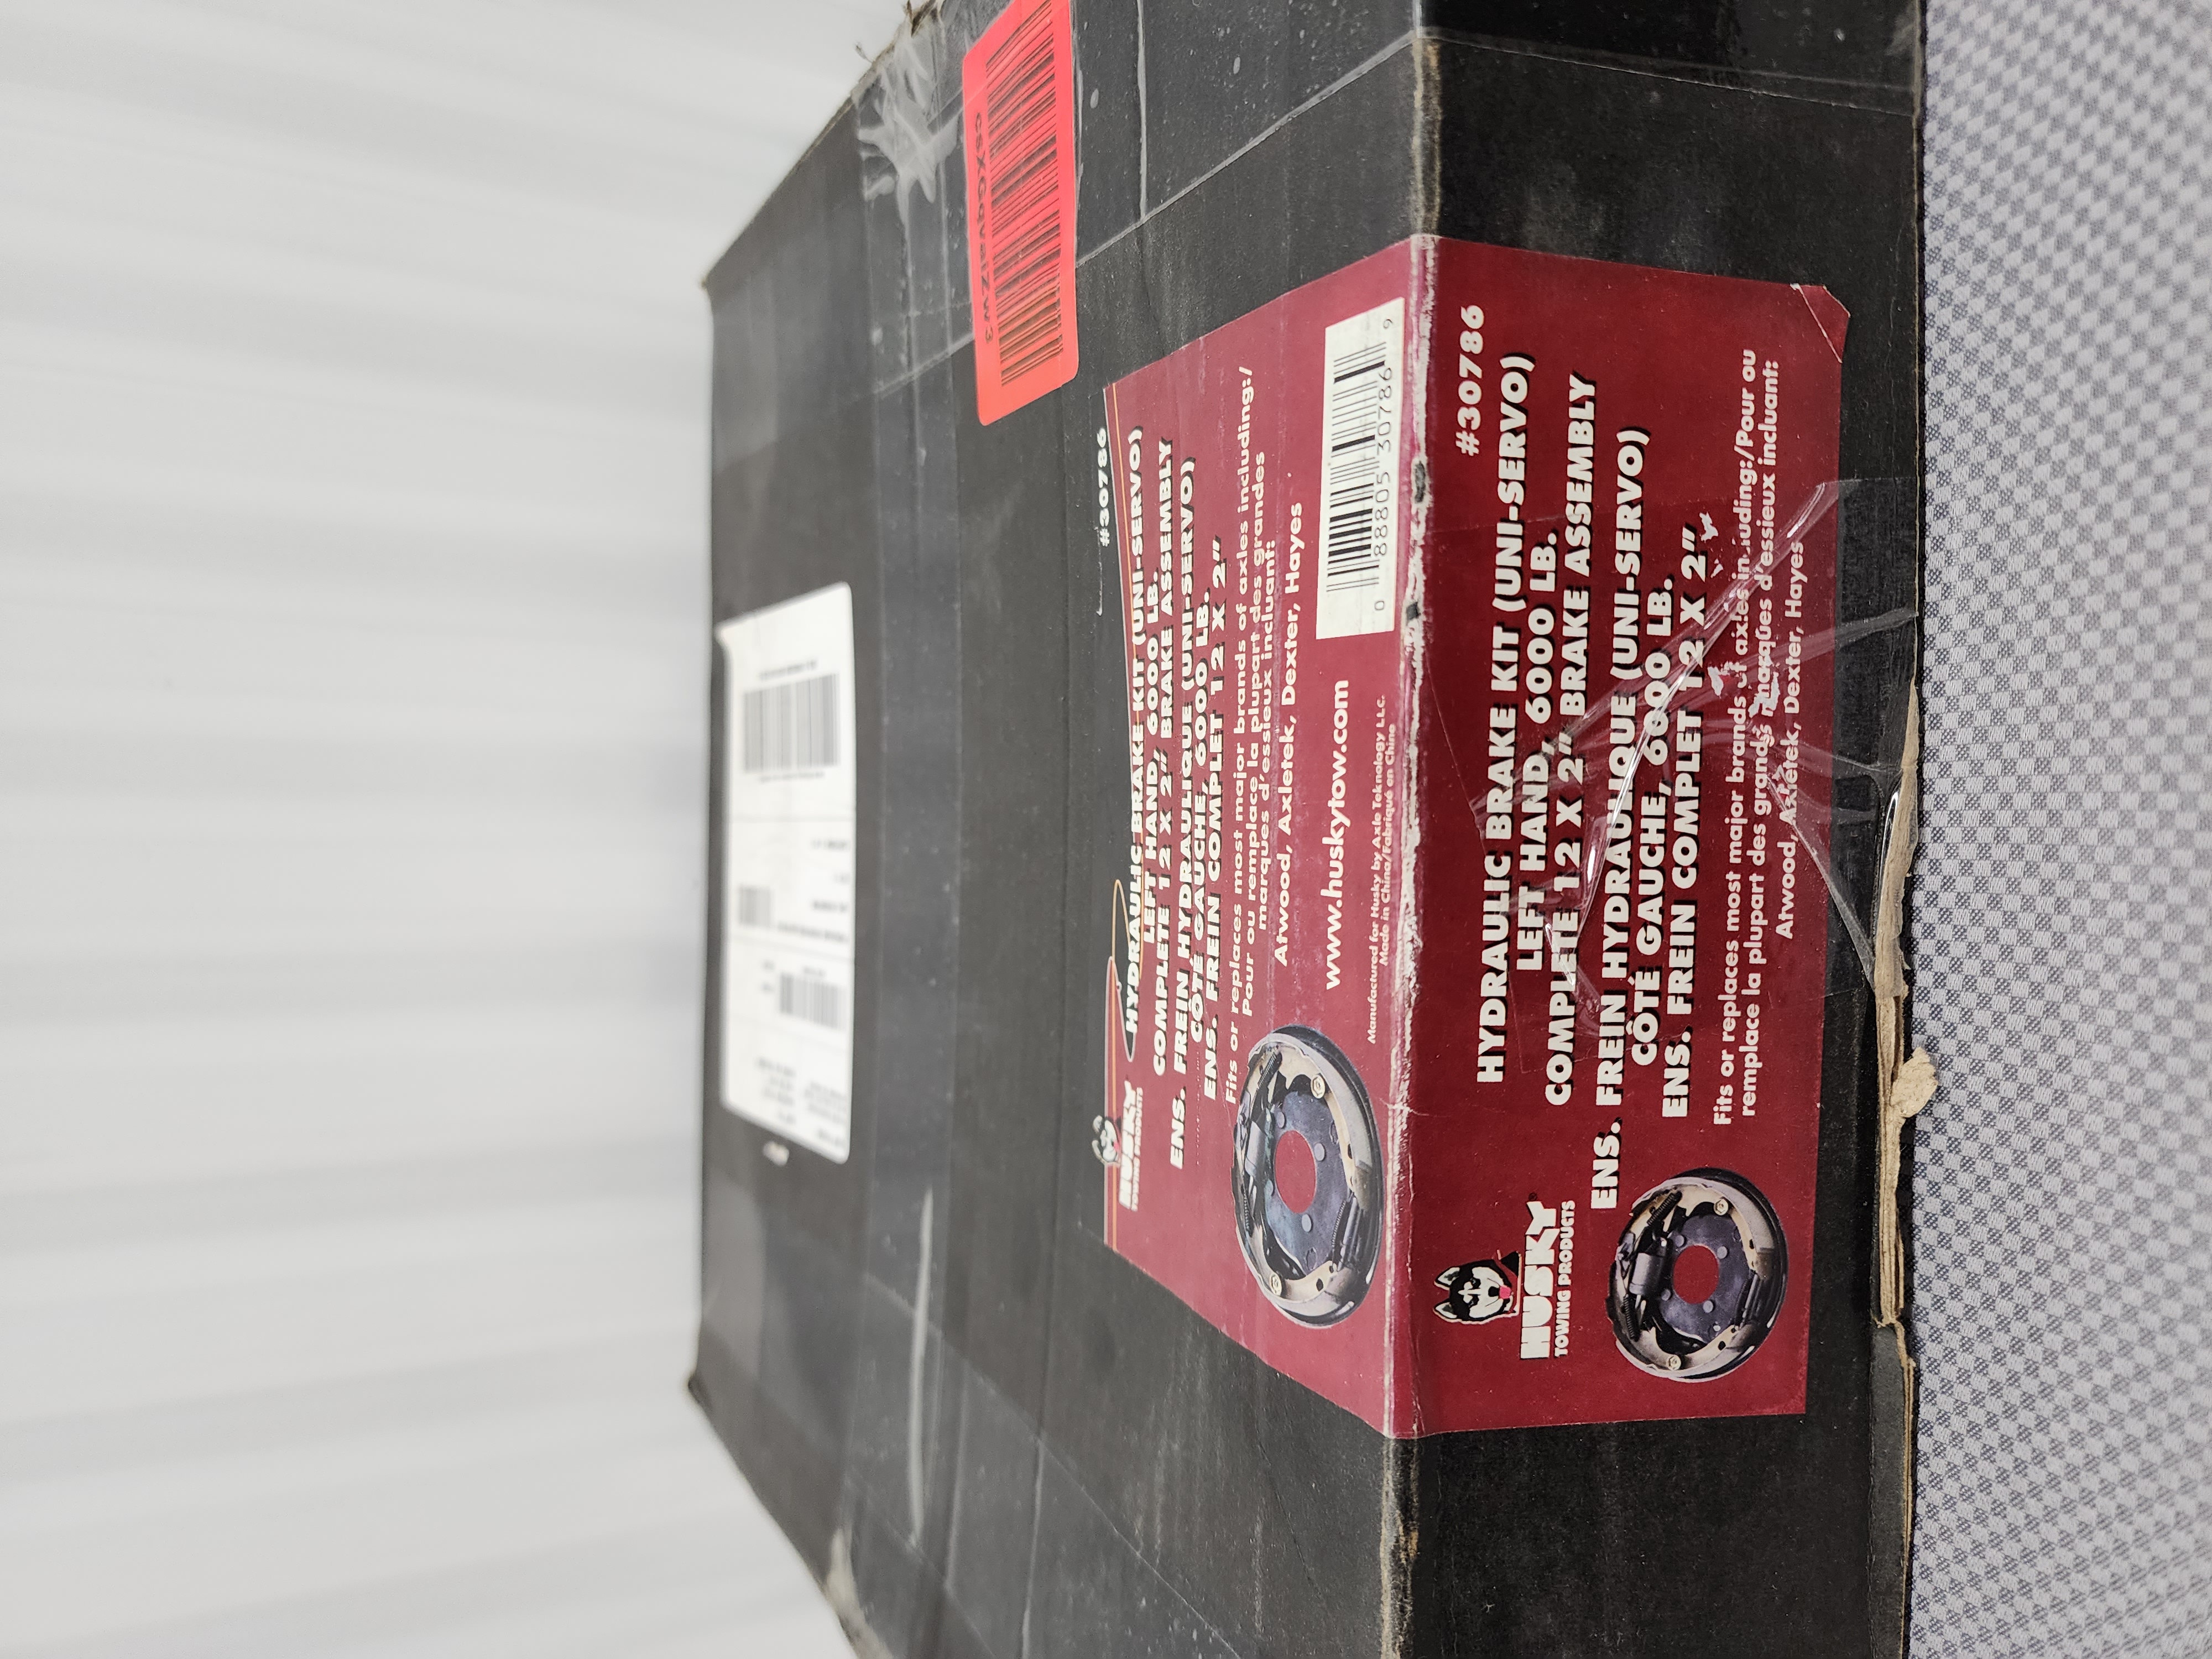 #30786
HUSKY
TOWING PRODUCTS
HYDRAULIC BRAKE KIT (UNI-SERVO)
LEFT HAND, 6000 LB.
COMPLETE 12 X 2" BRAKE ASSEMBLY
ENS. FREIN HYDRAULIQUE (UNI-SERVO)
CÔTÉ GAUCHE, 6000 LB.
ENS. FREIN COMPLET 12 X 2"
Fits or replaces most major brands of axles including:/
Pour ou remplace la plupart des grandes
marques d'essieux incluant:
Atwood, Axletek, Dexter, Hayes
www.huskytow.com
Manufactured for Husky by Axle Teknology LLC.
Made in China/Fabriqué en Chine
0 88805 30786 9
#30786
HUSKY®
TOWING PRODUCTS
HYDRAULIC BRAKE KIT (UNI-SERVO)
LEFT HAND, 6000 LB.
COMPLETE 12 X 2" BRAKE ASSEMBLY
ENS. FREIN HYDRAULIQUE (UNI-SERVO)
CÔTÉ GAUCHE, 6000 LB.
ENS. FREIN COMPLET 12 X 2"
Fits or replaces most major brands of axles including:/Pour ou
remplace la plupart des grands marques d'essieux incluant:
Atwood, Axletek, Dexter, Hayes